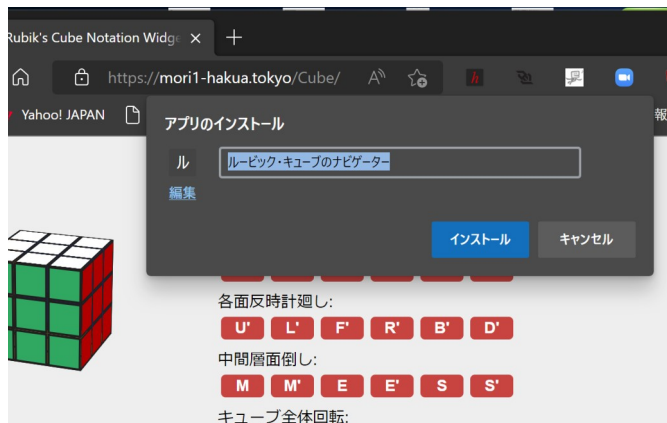 Rubik's Cube Notation Widge
https://mori1-hakua.tokyo/Cube/
Yahoo! JAPAN
報
アプリのインストール
ル
ルービック・キューブのナビゲーター
編集
インストール
キャンセル
各面反時計廻し:
U' L' F' R' B' D'
中間層面倒し:
M M' E E' S S'
キューブ全体回転: